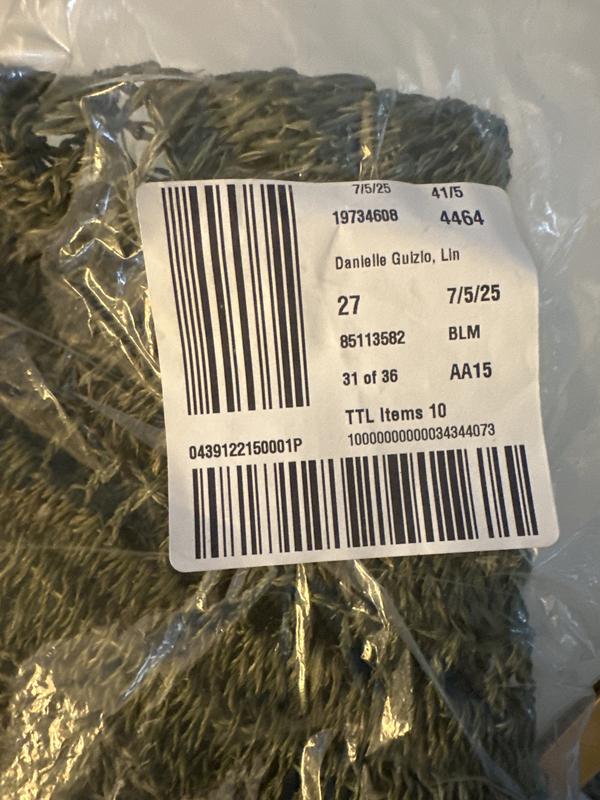 7/5/25 41/5
19734608 4464
Danielle Guizio, Lin
27 7/5/25
85113582 BLM
31 of 36 AA15
TTL Items 10
10000000000034344073
0439122150001P